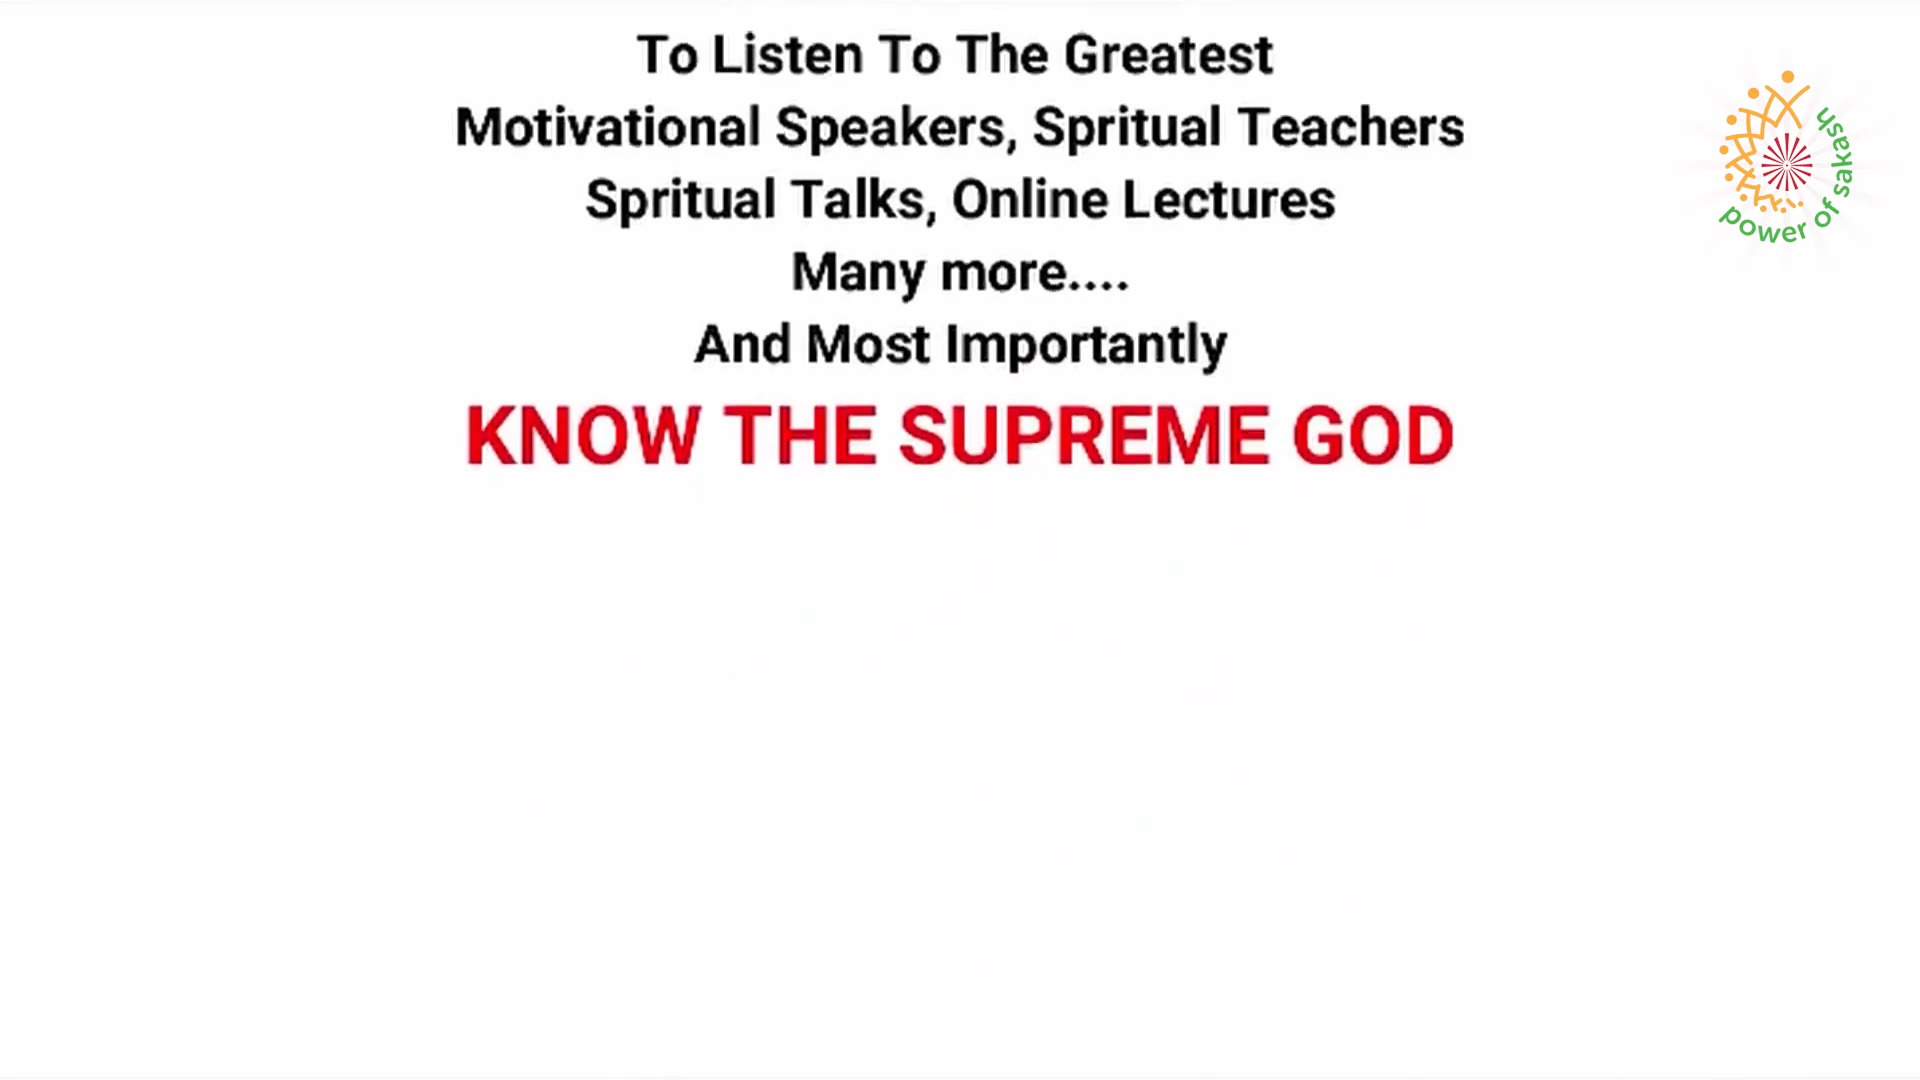 To Listen To The Greatest
Motivational Speakers, Spritual Teachers
Spritual Talks, Online Lectures
Many more....
And Most Importantly
KNOW THE SUPREME GOD
power of sakash